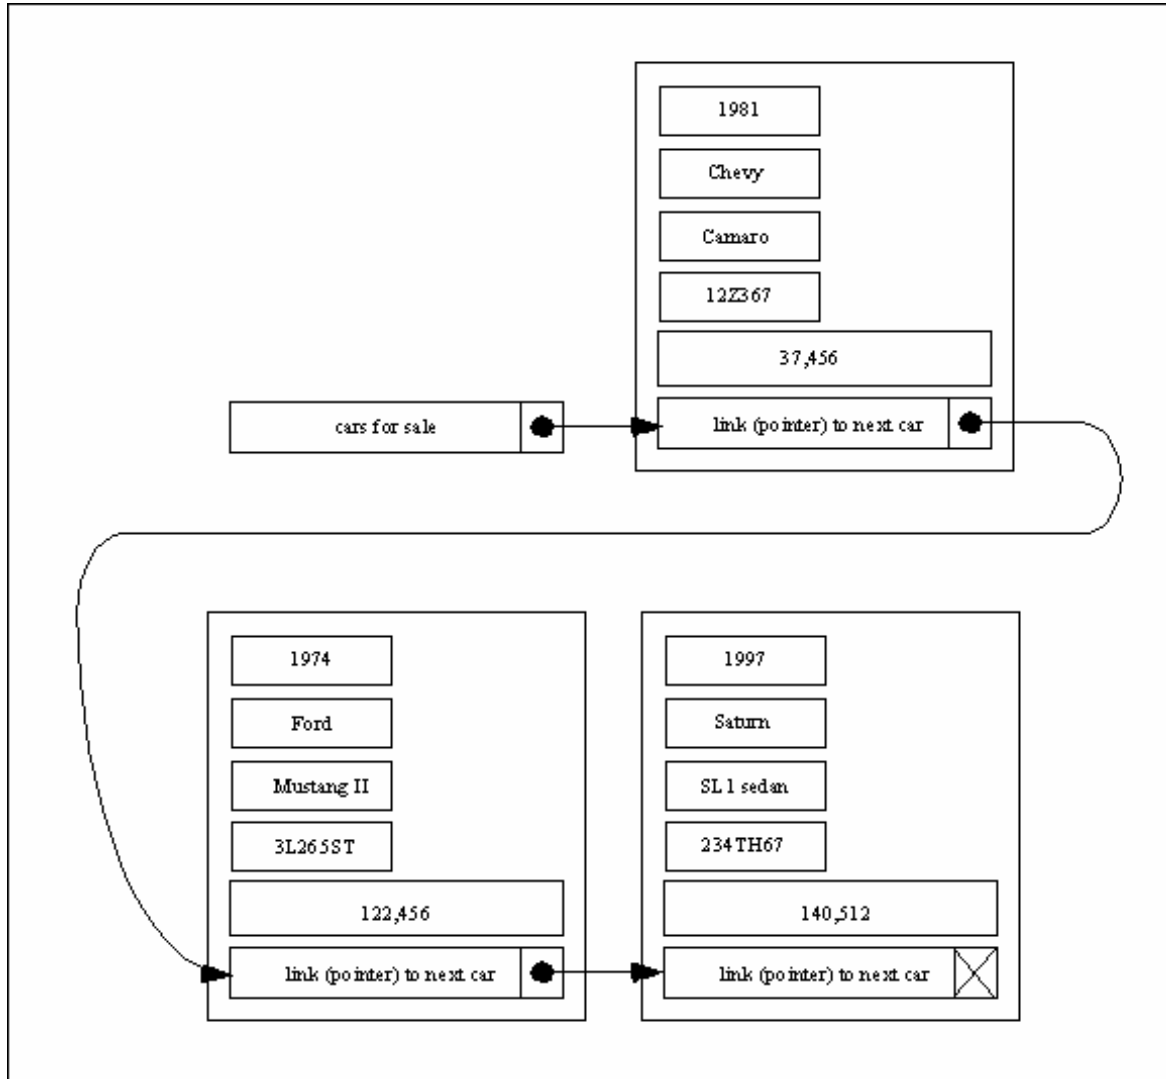 1981
Chevy
Camaro
12Z367
37,456
cars for sale
link (pointer) to next car
1974
Ford
Mustang II
3L265ST
122,456
link (pointer) to next car
1997
Saturn
SL1 sedan
234TH67
140,512
link (pointer) to next car